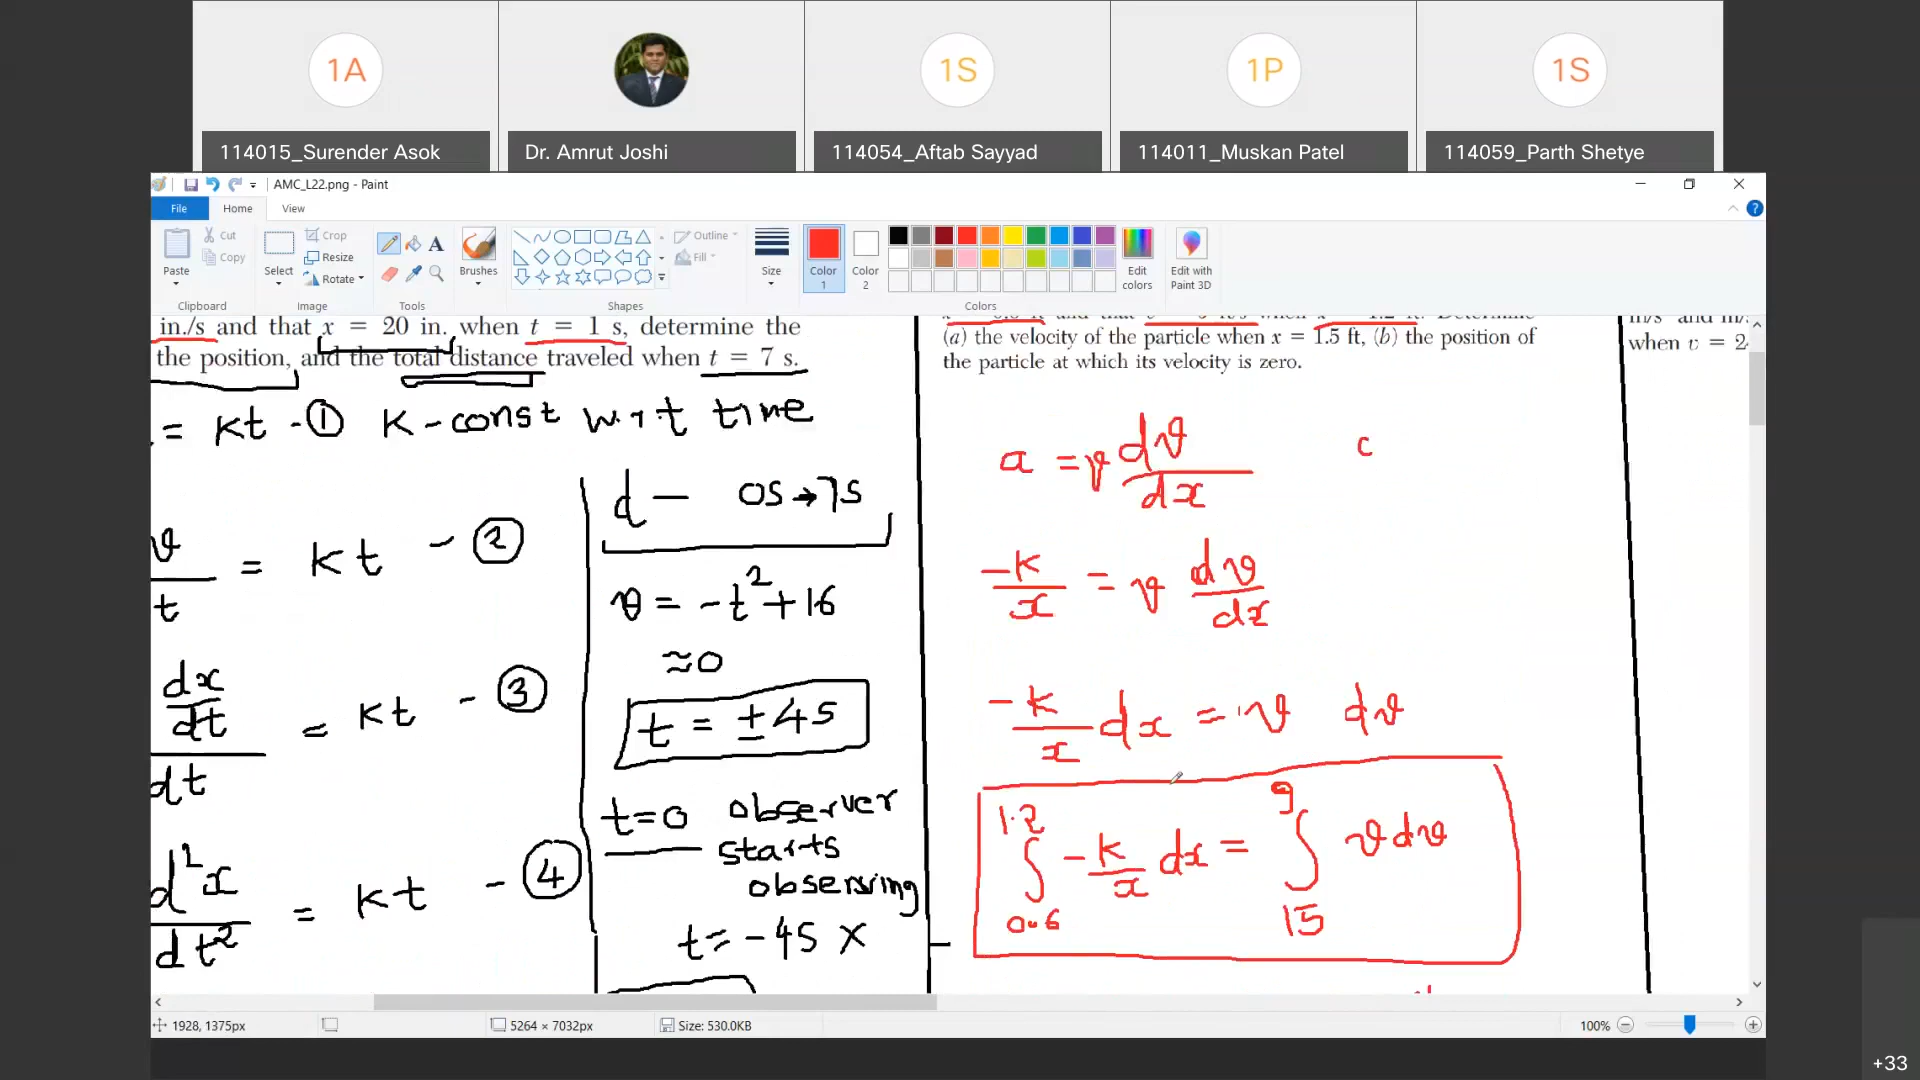 1A
1S
1P
1S
114015_Surender Asok
Dr. Amrut Joshi
114054_Aftab Sayyad
114011_Muskan Patel
114059_Parth Shetye
AMC_L22.png - Paint
File
Home
View
Paste
Cut
Copy
Clipboard
Select
Crop
Resize
Rotate
Image
A
Tools
Brushes
Outline
Fill
Shapes
Size
Color 1
Color 2
Edit colors
Edit with Paint 3D
Colors
in./s and that x = 20 in. when t = 1 s, determine the
the position, and the total distance traveled when t = 7 s.
= kt - ① K - const w.r.t time
v/t = kt - ②
dx/dt
dt = kt - ③
d²x/dt² = kt - ④
d — 0s → 7s
v = -t² + 16
≈ 0
t = ± 4s
t = 0 observer
starts
observing
t = -4s X
(a) the velocity of the particle when x = 1.5 ft, (b) the position of
the particle at which its velocity is zero.
a = v dv/dx
c
-k/x = v dv/dx
-k/x dx = v dv
1.2 ∫ 0.6 -k/x dx = 9 ∫ 15 v dv
when v = 2
1928, 1375px
5264 × 7032px
Size: 530.0KB
100%
+33